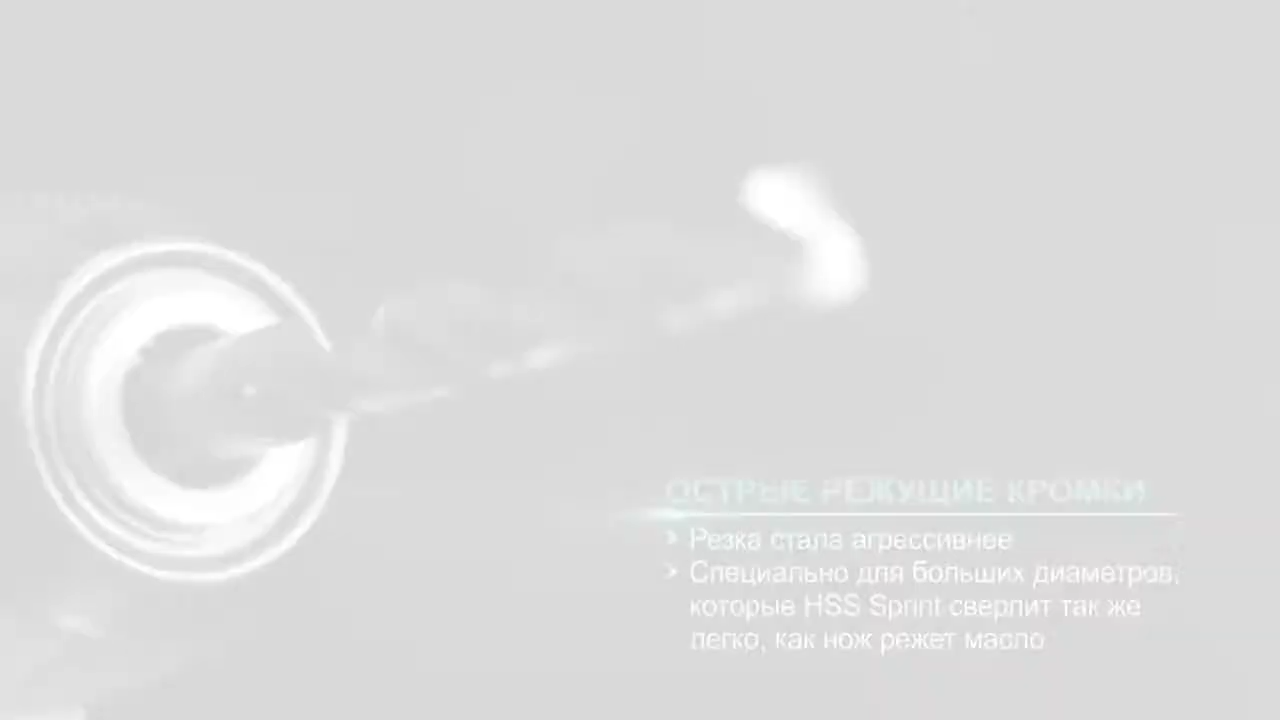 ОСТРЫЕ РЕЖУЩИЕ КРОМКИ
> Резка стала агрессивнее
> Специально для больших диаметров,
которые HSS Sprint сверлит так же
легко, как нож режет масло